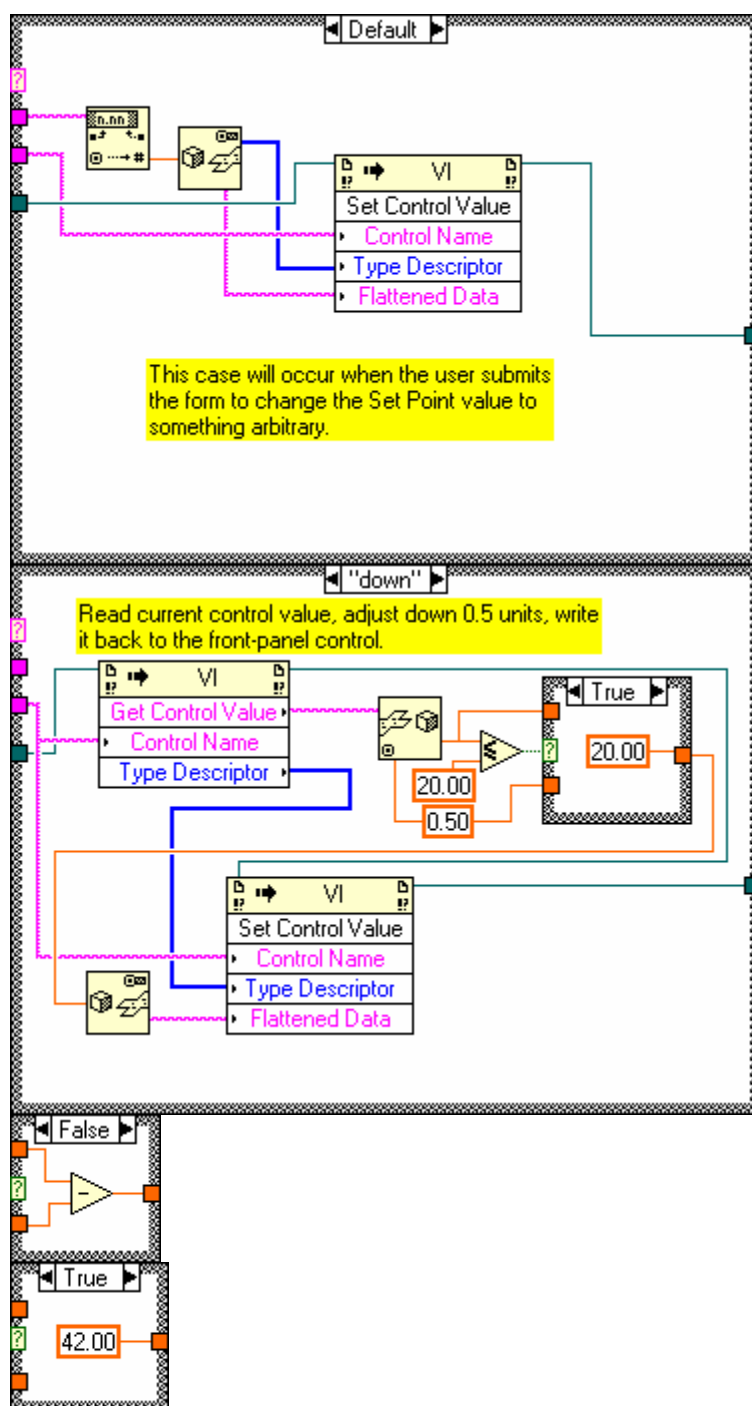 Default
n.nn
VI
Set Control Value
Control Name
Type Descriptor
Flattened Data
This case will occur when the user submits
the form to change the Set Point value to
something arbitrary.
"down"
Read current control value, adjust down 0.5 units, write
it back to the front-panel control.
VI
Get Control Value
Control Name
Type Descriptor
True
20.00
20.00
0.50
VI
Set Control Value
Control Name
Type Descriptor
Flattened Data
False
True
42.00